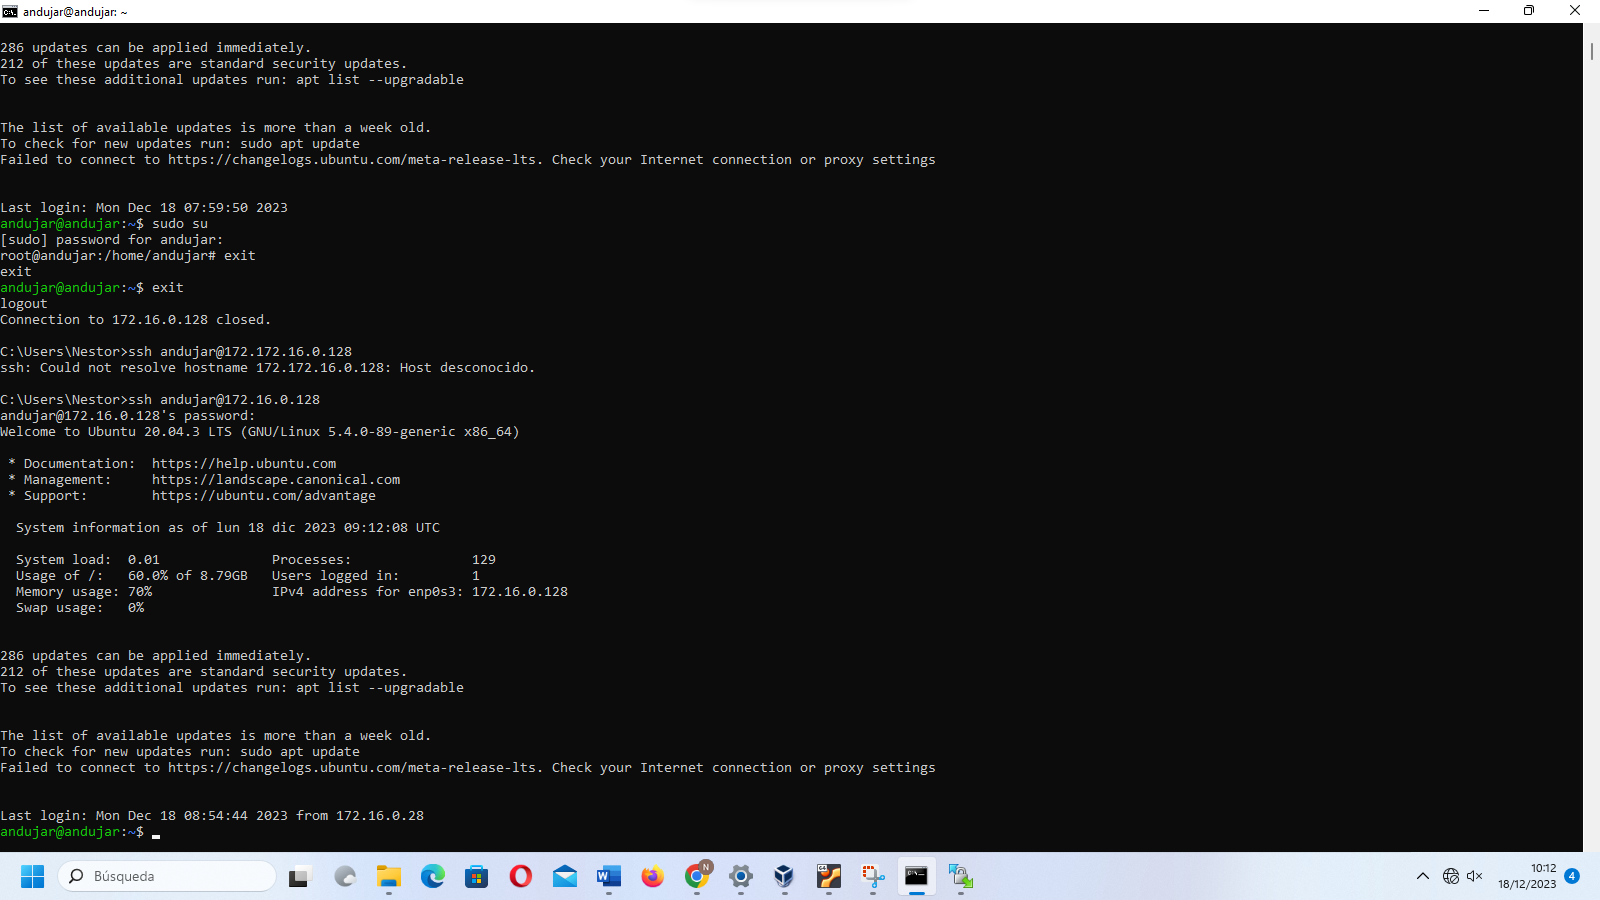 andujar@andujar: ~
286 updates can be applied immediately.
212 of these updates are standard security updates.
To see these additional updates run: apt list --upgradable
The list of available updates is more than a week old.
To check for new updates run: sudo apt update
Failed to connect to https://changelogs.ubuntu.com/meta-release-lts. Check your Internet connection or proxy settings
Last login: Mon Dec 18 07:59:50 2023
andujar@andujar:~$ sudo su
[sudo] password for andujar:
root@andujar:/home/andujar# exit
exit
andujar@andujar:~$ exit
logout
Connection to 172.16.0.128 closed.
C:\Users\Nestor>ssh andujar@172.172.16.0.128
ssh: Could not resolve hostname 172.172.16.0.128: Host desconocido.
C:\Users\Nestor>ssh andujar@172.16.0.128
andujar@172.16.0.128's password:
Welcome to Ubuntu 20.04.3 LTS (GNU/Linux 5.4.0-89-generic x86_64)
* Documentation:  https://help.ubuntu.com
* Management:     https://landscape.canonical.com
* Support:        https://ubuntu.com/advantage
System information as of lun 18 dic 2023 09:12:08 UTC
System load:  0.01              Processes:               129
Usage of /:   60.0% of 8.79GB   Users logged in:         1
Memory usage: 70%               IPv4 address for enp0s3: 172.16.0.128
Swap usage:   0%
286 updates can be applied immediately.
212 of these updates are standard security updates.
To see these additional updates run: apt list --upgradable
The list of available updates is more than a week old.
To check for new updates run: sudo apt update
Failed to connect to https://changelogs.ubuntu.com/meta-release-lts. Check your Internet connection or proxy settings
Last login: Mon Dec 18 08:54:44 2023 from 172.16.0.28
andujar@andujar:~$
Búsqueda
N
10:12
18/12/2023
4